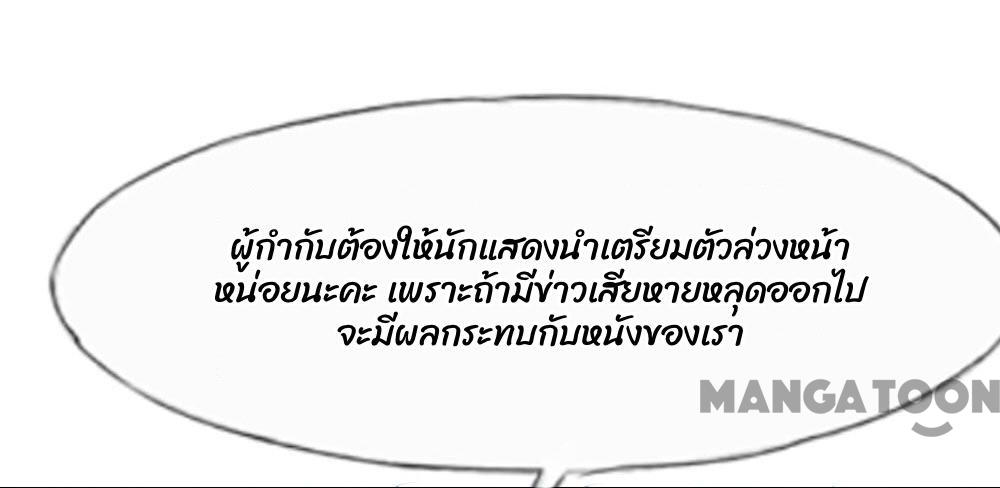 ผู้กำกับต้องให้นักแสดงนำเตรียมตัวล่วงหน้า
หน่อยนะคะ เพราะถ้ามีข่าวเสียหายหลุดออกไป
จะมีผลกระทบกับหนังของเรา
MANGATOON